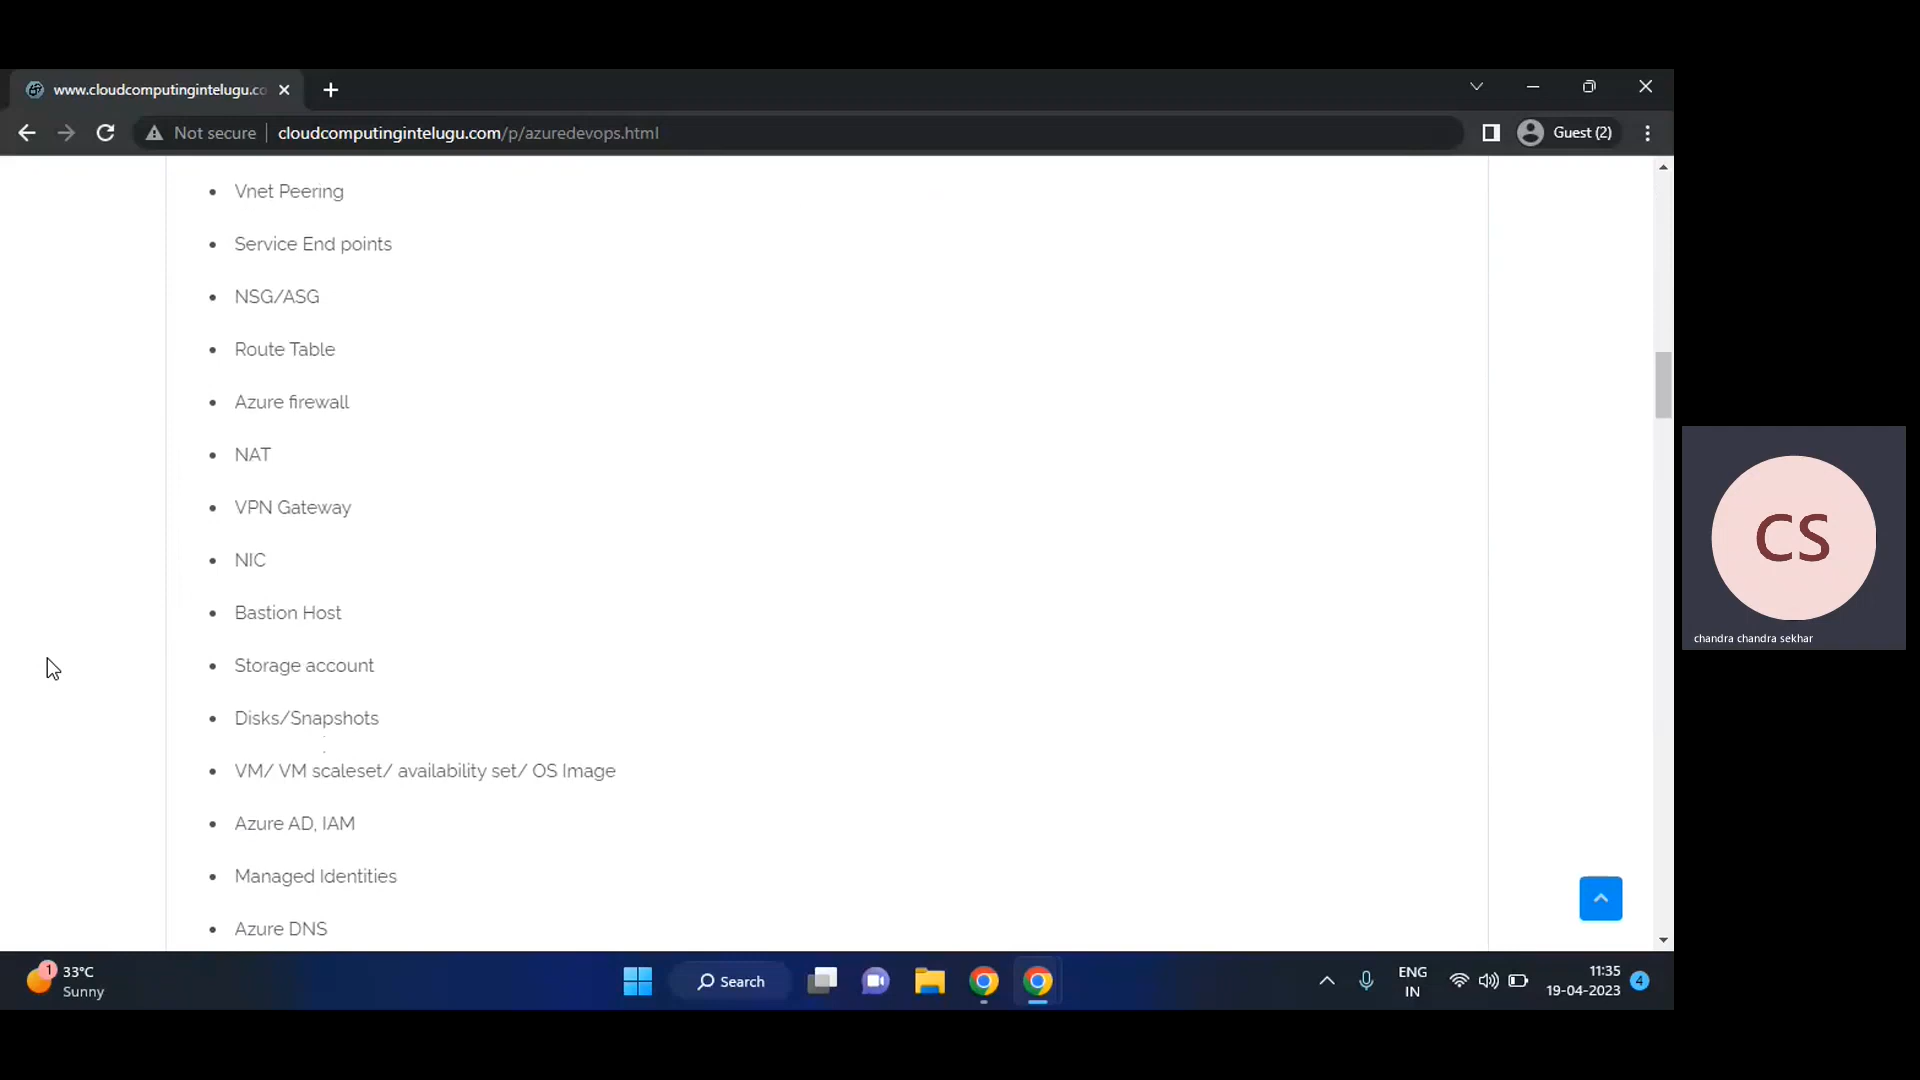 www.cloudcomputingintelugu.co
Not secure
cloudcomputingintelugu.com/p/azuredevops.html
Guest (2)
Vnet Peering
Service End points
NSG/ASG
Route Table
Azure firewall
NAT
VPN Gateway
NIC
Bastion Host
Storage account
Disks/Snapshots
VM/ VM scaleset/ availability set/ OS Image
Azure AD, IAM
Managed Identities
Azure DNS
CS
chandra chandra sekhar
1
33°C
Sunny
Search
ENG
IN
11:35
19-04-2023
4